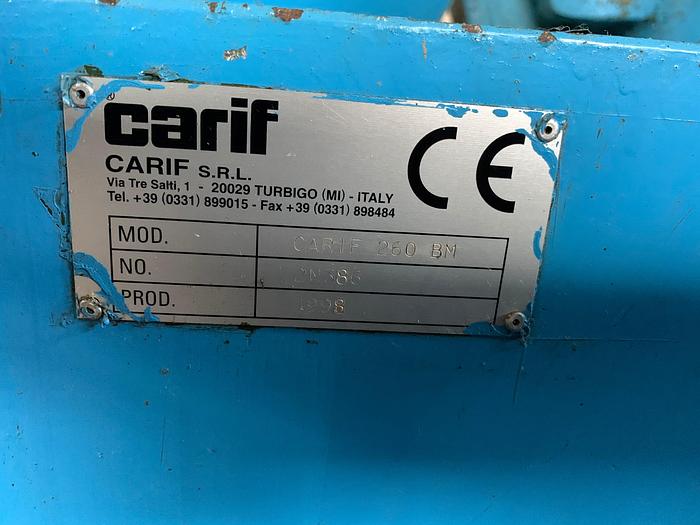 carif
CARIF S.R.L.
Via Tre Salti, 1 - 20029 TURBIGO (MI) - ITALY
Tel. +39 (0331) 899015 - Fax +39 (0331) 898484
CE
MOD. CARIF 260 BM
NO.
PROD. 1998